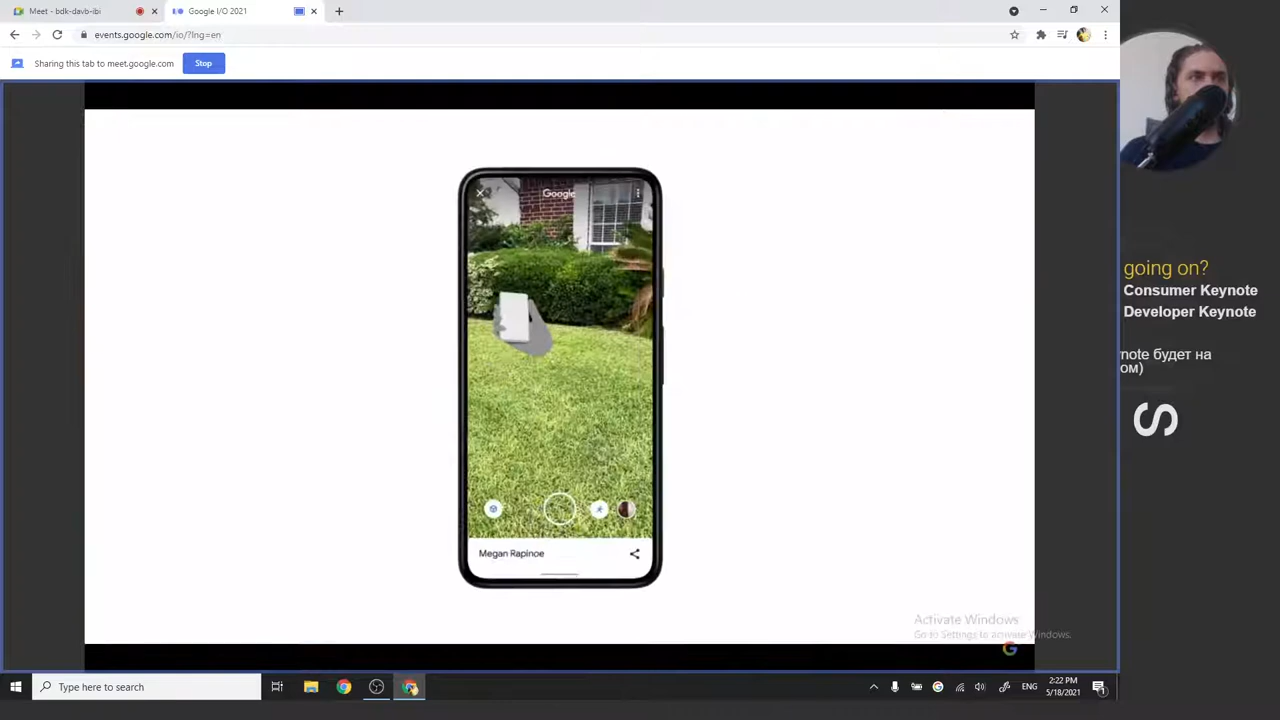 Meet - bdk-davb-ibi
Google I/O 2021
events.google.com/io/?lng=en
Sharing this tab to meet.google.com
Stop
Google
Megan Rapinoe
going on?
Consumer Keynote
Developer Keynote
note будет на
ом)
S
Activate Windows
Go to Settings to activate Windows.
G
Type here to search
ENG
2:22 PM
5/18/2021